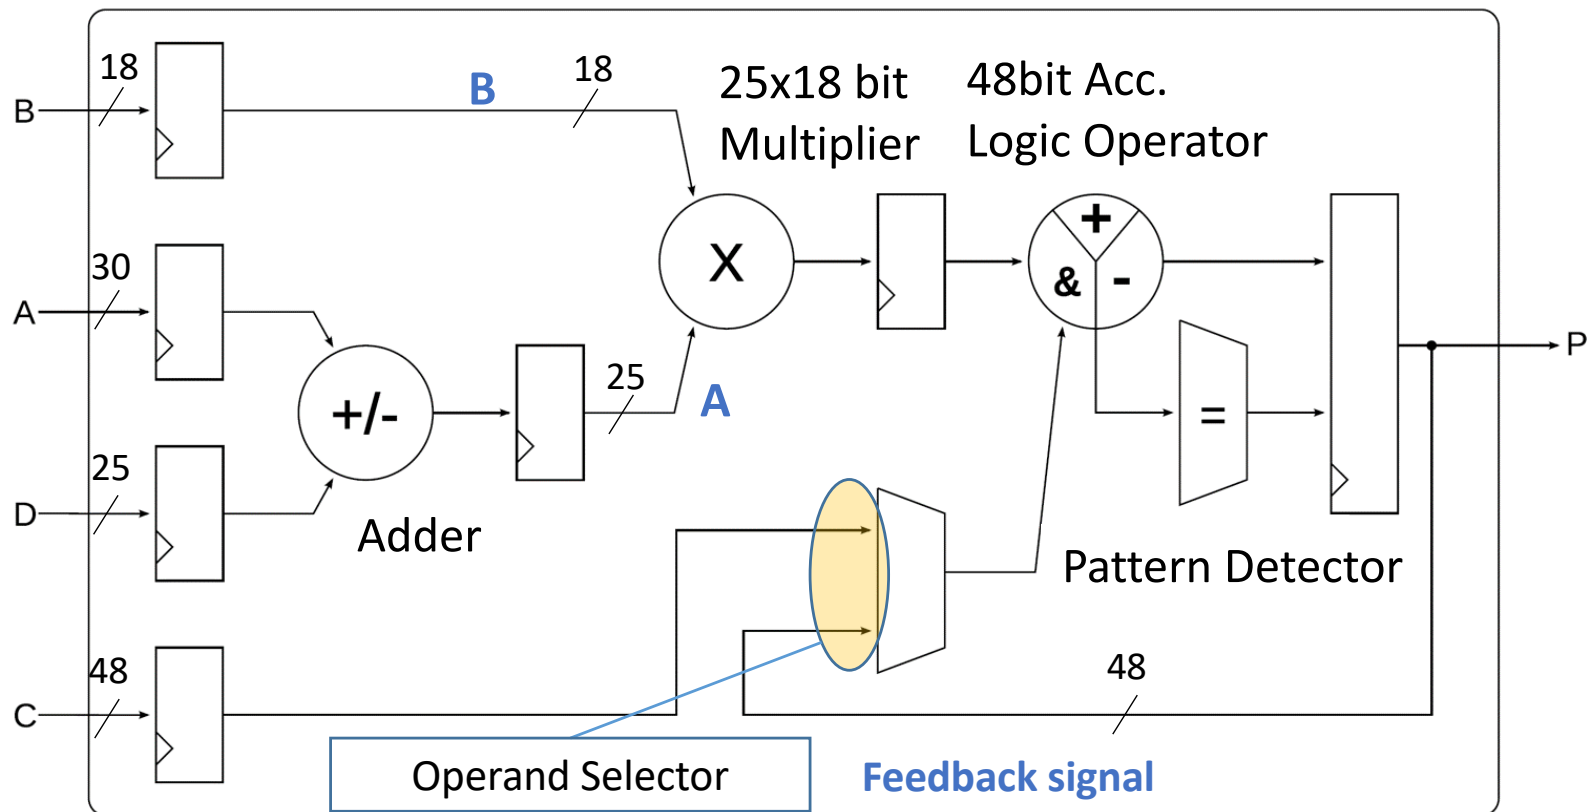 18
B
B
18
25x18 bit
Multiplier
48bit Acc.
Logic Operator
30
A
+/-
25
A
X
+
& -
=
P
25
D
Adder
Pattern Detector
48
C
48
Operand Selector
Feedback signal